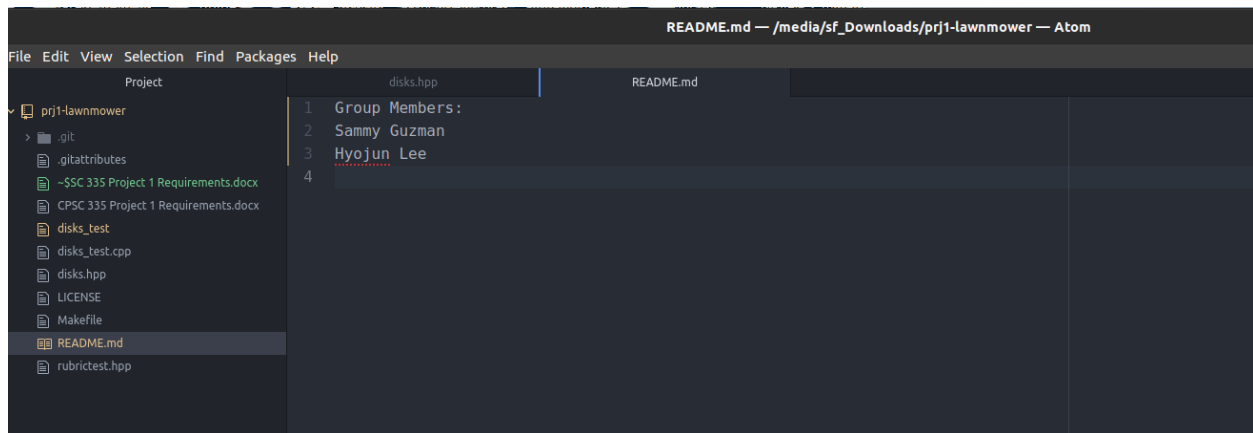 README.md — /media/sf_Downloads/prj1-lawnmower — Atom
File Edit View Selection Find Packages Help
Project
disks.hpp
README.md
prj1-lawnmower
.git
.gitattributes
~$SC 335 Project 1 Requirements.docx
CPSC 335 Project 1 Requirements.docx
disks_test
disks_test.cpp
disks.hpp
LICENSE
Makefile
README.md
rubrictest.hpp
1 Group Members:
2 Sammy Guzman
3 Hyojun Lee
4